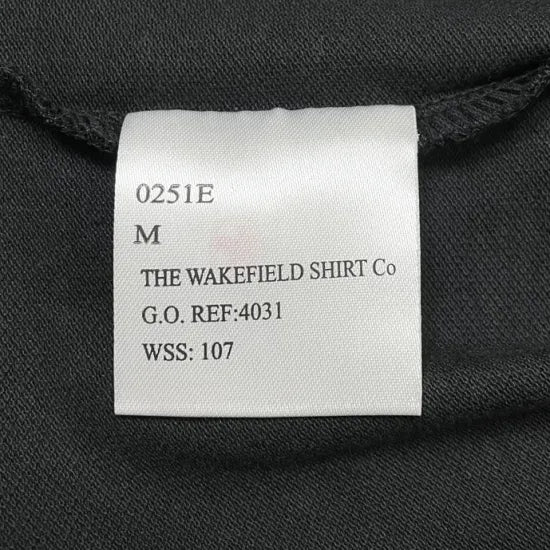 0251E
M
THE WAKEFIELD SHIRT Co
G.O. REF:4031
WSS: 107